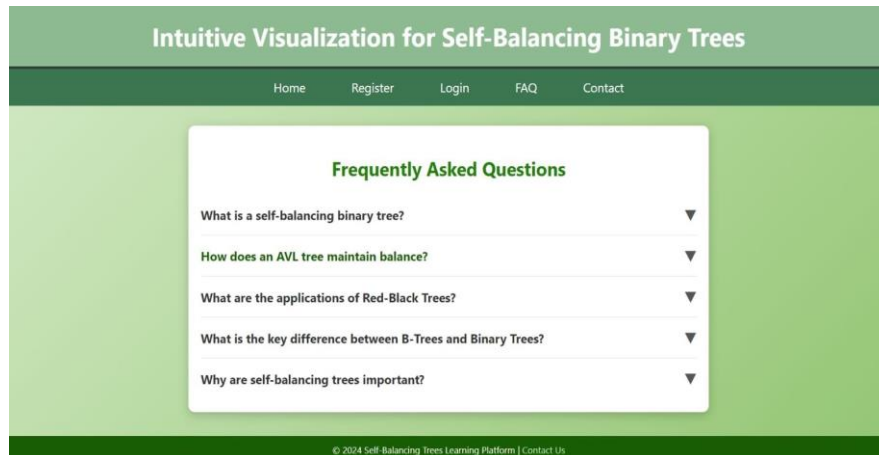 Intuitive Visualization for Self-Balancing Binary Trees
Home Register Login FAQ Contact
Frequently Asked Questions
What is a self-balancing binary tree?
How does an AVL tree maintain balance?
What are the applications of Red-Black Trees?
What is the key difference between B-Trees and Binary Trees?
Why are self-balancing trees important?
© 2024 Self-Balancing Trees Learning Platform | Contact Us